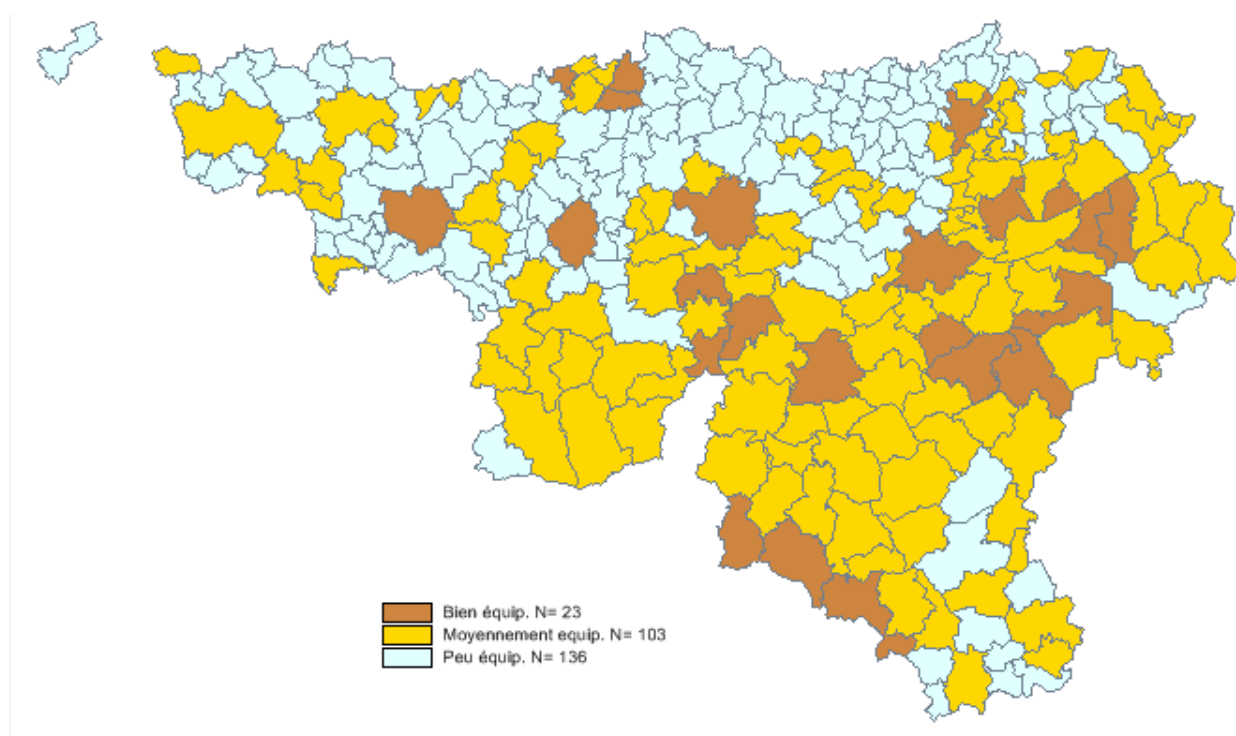 Bien équip. N= 23
Moyennement equip. N= 103
Peu équip. N= 136